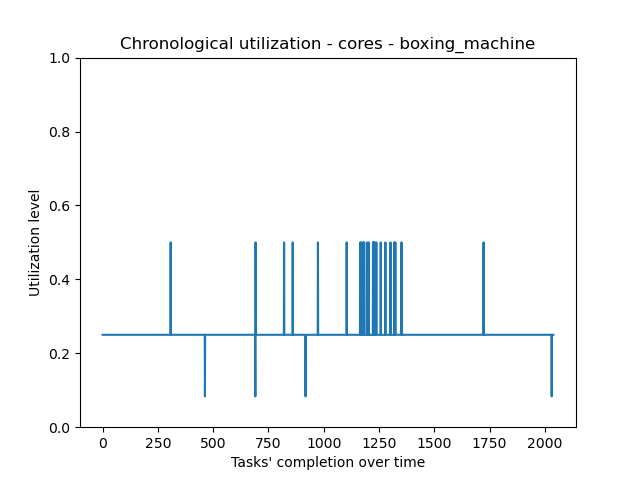 Chronological utilization - cores - boxing_machine
1.0
0.8
0.6
0.4
0.2
0.0
Utilization level
0 250 500 750 1000 1250 1500 1750 2000
Tasks' completion over time